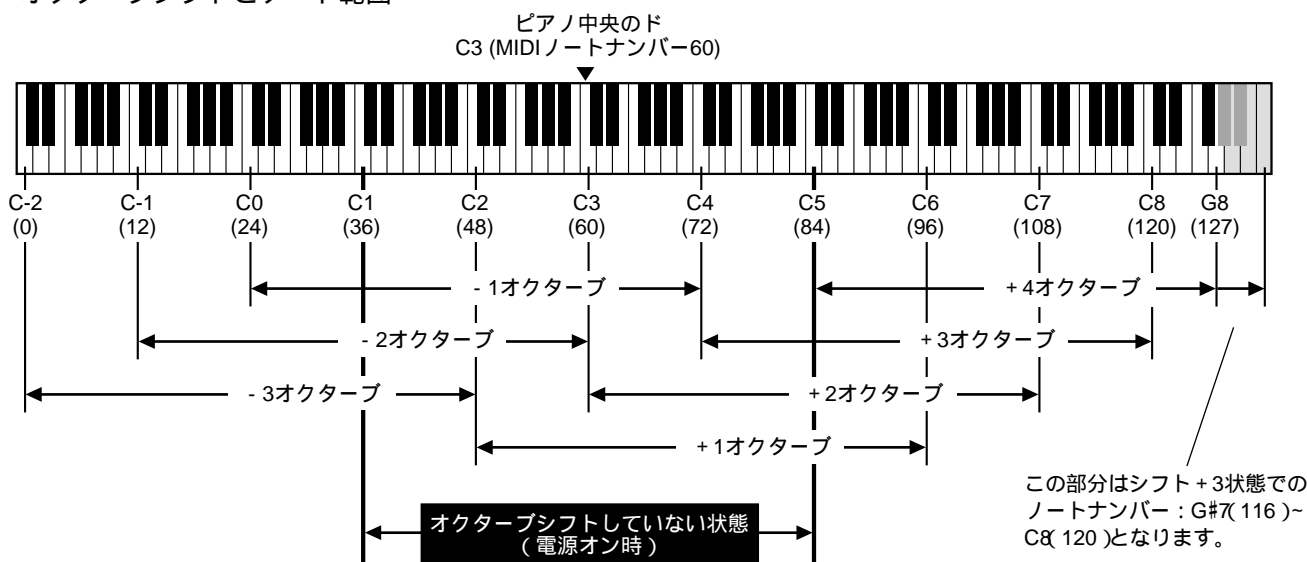 ピアノ中央のド
C3 (MIDIノートナンバー60)
C-2 C-1 C0 C1 C2 C3 C4 C5 C6 C7 C8 G8
(0) (12) (24) (36) (48) (60) (72) (84) (96) (108) (120) (127)
- 1オクターブ +4オクターブ
- 2オクターブ +3オクターブ
- 3オクターブ +2オクターブ
+1オクターブ
オクターブシフトしていない状態
(電源オン時)
この部分はシフト+3状態での
ノートナンバー:G#7(116)~
C8(120)となります。